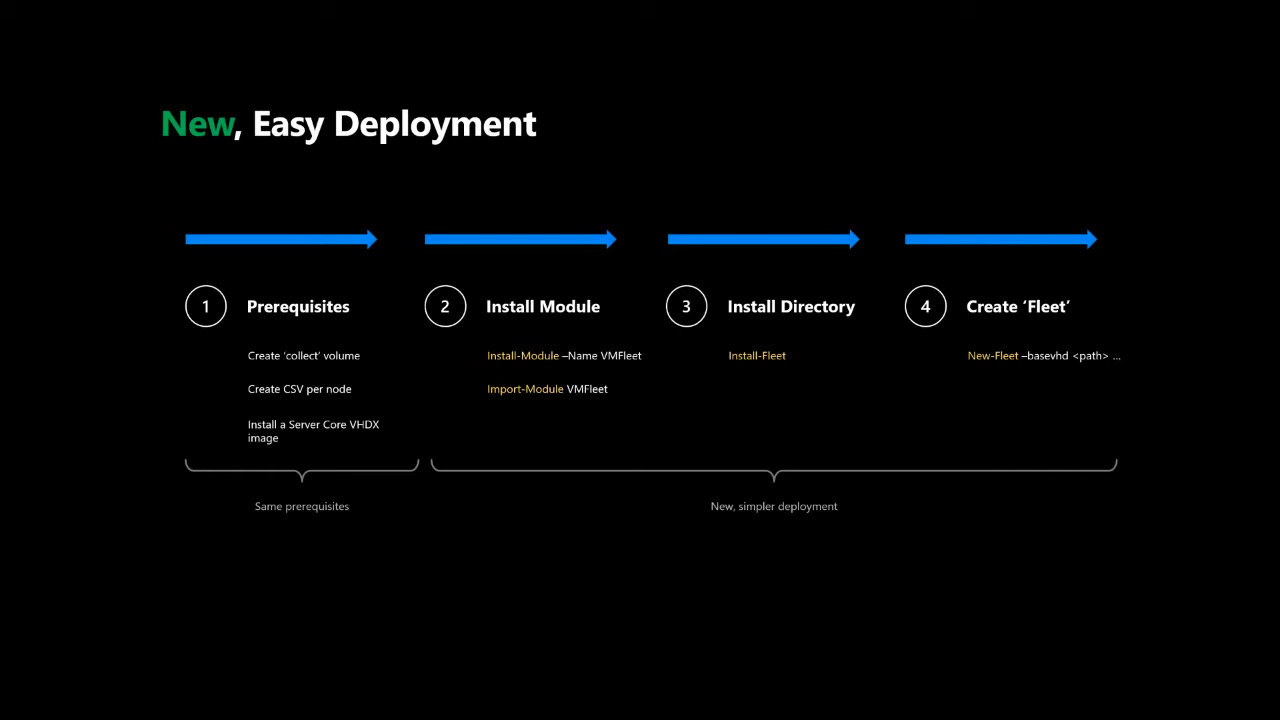 New, Easy Deployment
1 Prerequisites
Create ‘collect’ volume
Create CSV per node
Install a Server Core VHDX
image
Same prerequisites
2 Install Module
Install-Module –Name VMFleet
Import-Module VMFleet
3 Install Directory
Install-Fleet
4 Create ‘Fleet’
New-Fleet –basevhd <path> ...
New, simpler deployment